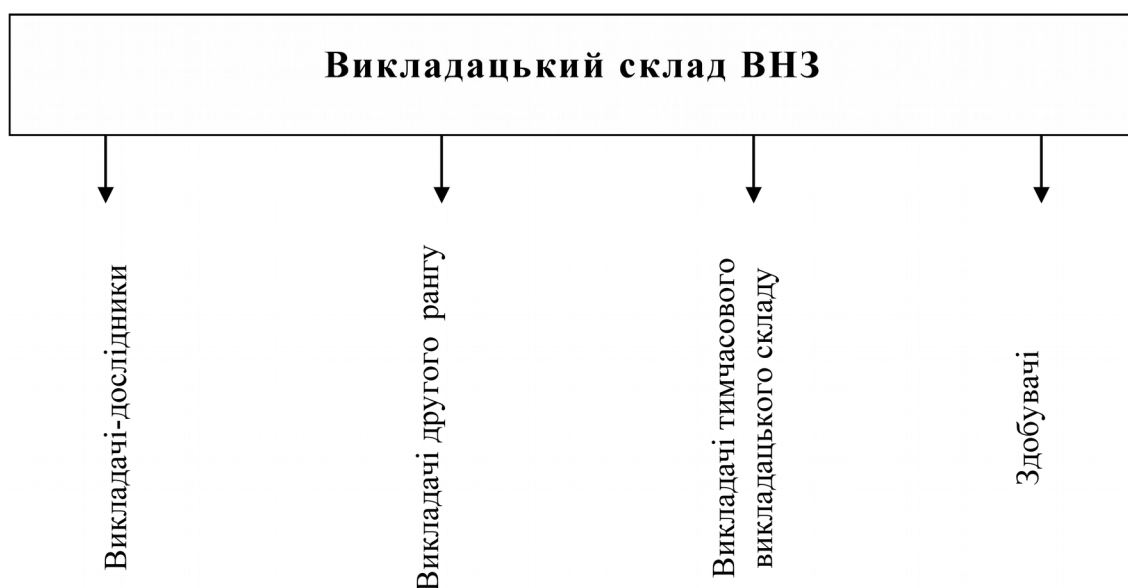 Викладацький склад ВНЗ
Викладачі-дослідники
Викладачі другого рангу
Викладачі тимчасового
викладацького складу
Здобувачі